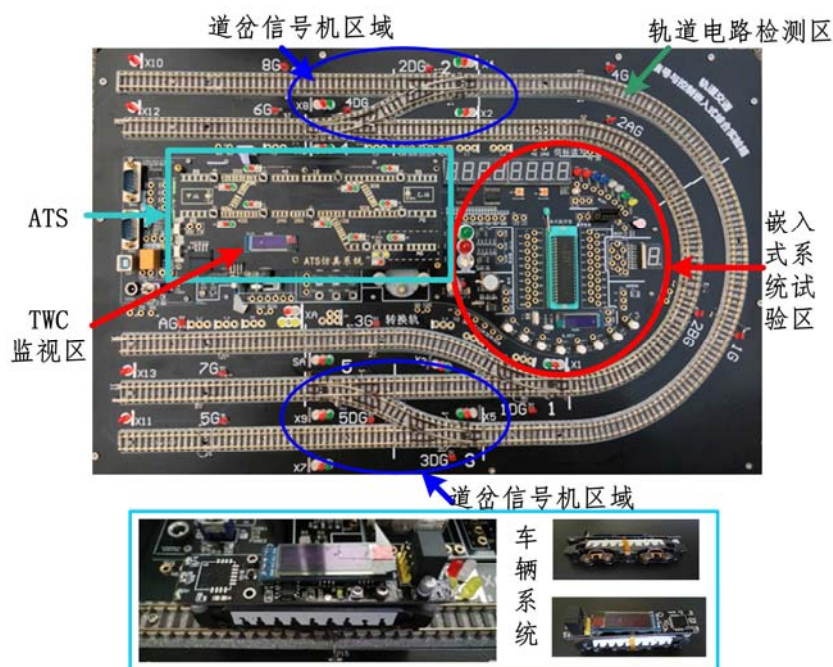 道岔信号机区域
轨道电路检测区
X10
8G
2DG
2
4G
X12
6G
X8
4DG
X2
2AG
ATS
ATS仿真系统
嵌入
式系
统试
验区
TWC
监视区
XA
AG
3G
转换机
2BG
1G
SA
5
X1
X13
7G
1DG
1
X11
5G
X9
5DG
X5
X7
3DG
3
道岔信号机区域
车
辆
系
统